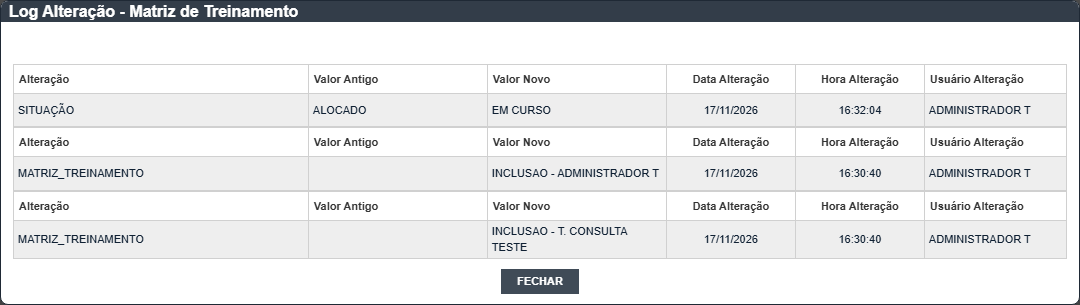 Log Alteração - Matriz de Treinamento
Alteração Valor Antigo Valor Novo Data Alteração Hora Alteração Usuário Alteração
SITUAÇÃO ALOCADO EM CURSO 17/11/2026 16:32:04 ADMINISTRADOR T
Alteração Valor Antigo Valor Novo Data Alteração Hora Alteração Usuário Alteração
MATRIZ_TREINAMENTO INCLUSAO - ADMINISTRADOR T 17/11/2026 16:30:40 ADMINISTRADOR T
Alteração Valor Antigo Valor Novo Data Alteração Hora Alteração Usuário Alteração
MATRIZ_TREINAMENTO INCLUSAO - T. CONSULTA 17/11/2026 16:30:40 ADMINISTRADOR T
TESTE
FECHAR